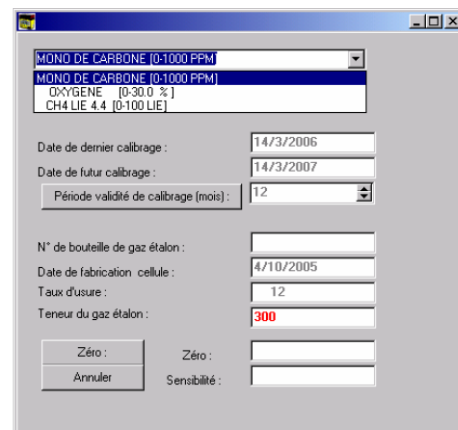 MONO DE CARBONE [0-1000 PPM]
MONO DE CARBONE [0-1000 PPM]
OXYGENE [0-30.0 % ]
CH4 LIE 4.4 [0-100 LIE]
Date de dernier calibrage : 14/3/2006
Date de futur calibrage : 14/3/2007
Période validité de calibrage (mois) : 12
N° de bouteille de gaz étalon :
Date de fabrication cellule : 4/10/2005
Taux d'usure : 12
Teneur du gaz étalon : 300
Zéro : Zéro :
Annuler Sensibilité :